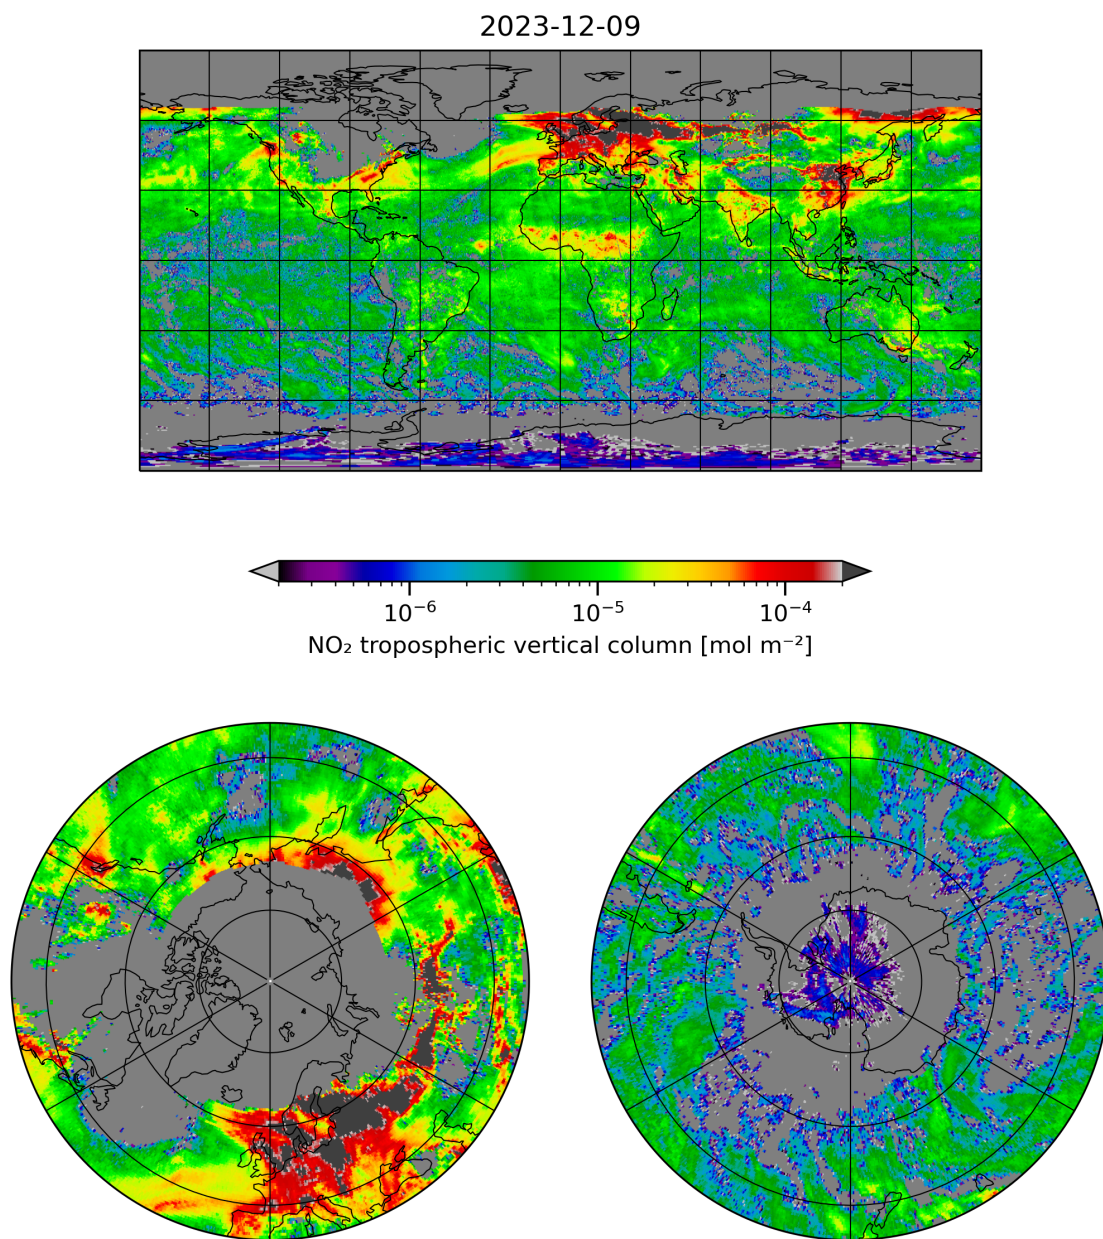 2023-12-09
10⁻⁶ 10⁻⁵ 10⁻⁴
NO₂ tropospheric vertical column [mol m⁻²]